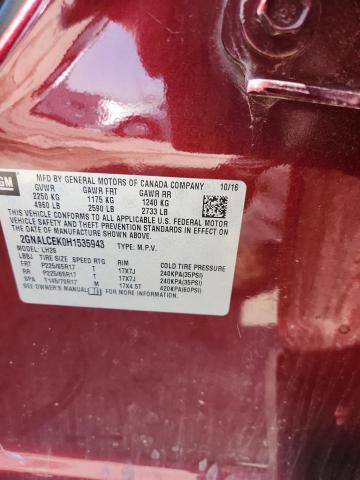 GM
MFD BY GENERAL MOTORS OF CANADA COMPANY 10/16
GVWR GAWR FRT GAWR RR
2250 KG 1175 KG 1240 KG
4960 LB 2590 LB 2733 LB
THIS VEHICLE CONFORMS TO ALL APPLICABLE U.S. FEDERAL MOTOR
VEHICLE SAFETY, BUMPER, AND THEFT PREVENTION STANDARDS IN
EFFECT ON THE DATE OF MANUFACTURE SHOWN ABOVE.
2GNALCEK0H1535943 TYPE: M.P.V.
MODEL: LH26
LBBJ TIRE SIZE SPEED RTG RIM COLD TIRE PRESSURE
FRT P225/65R17 T 17X7J 240KPA(35PSI)
RR P225/65R17 T 17X7J 240KPA(35PSI)
SPA T145/70R17 M 17X4.5T 420KPA(60PSI)
SEE OWNER'S MANUAL FOR MORE INFORMATION.